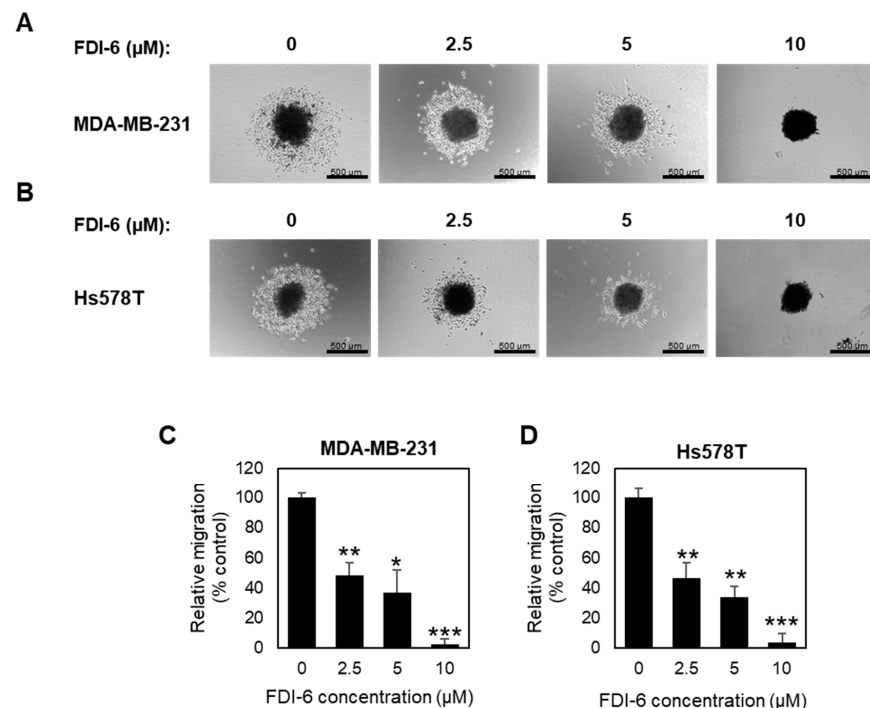 A
FDI-6 (µM): 0 2.5 5 10
MDA-MB-231
500 µm 500 µm 500 µm 500 µm
B
FDI-6 (µM): 0 2.5 5 10
Hs578T
500 µm 500 µm 500 µm 500 µm
C
MDA-MB-231
Relative migration
(% control)
120
100
80
60
40
20
0
** * ***
0 2.5 5 10
FDI-6 concentration (µM)
D
Hs578T
Relative migration
(% control)
120
100
80
60
40
20
0
** ** ***
0 2.5 5 10
FDI-6 concentration (µM)